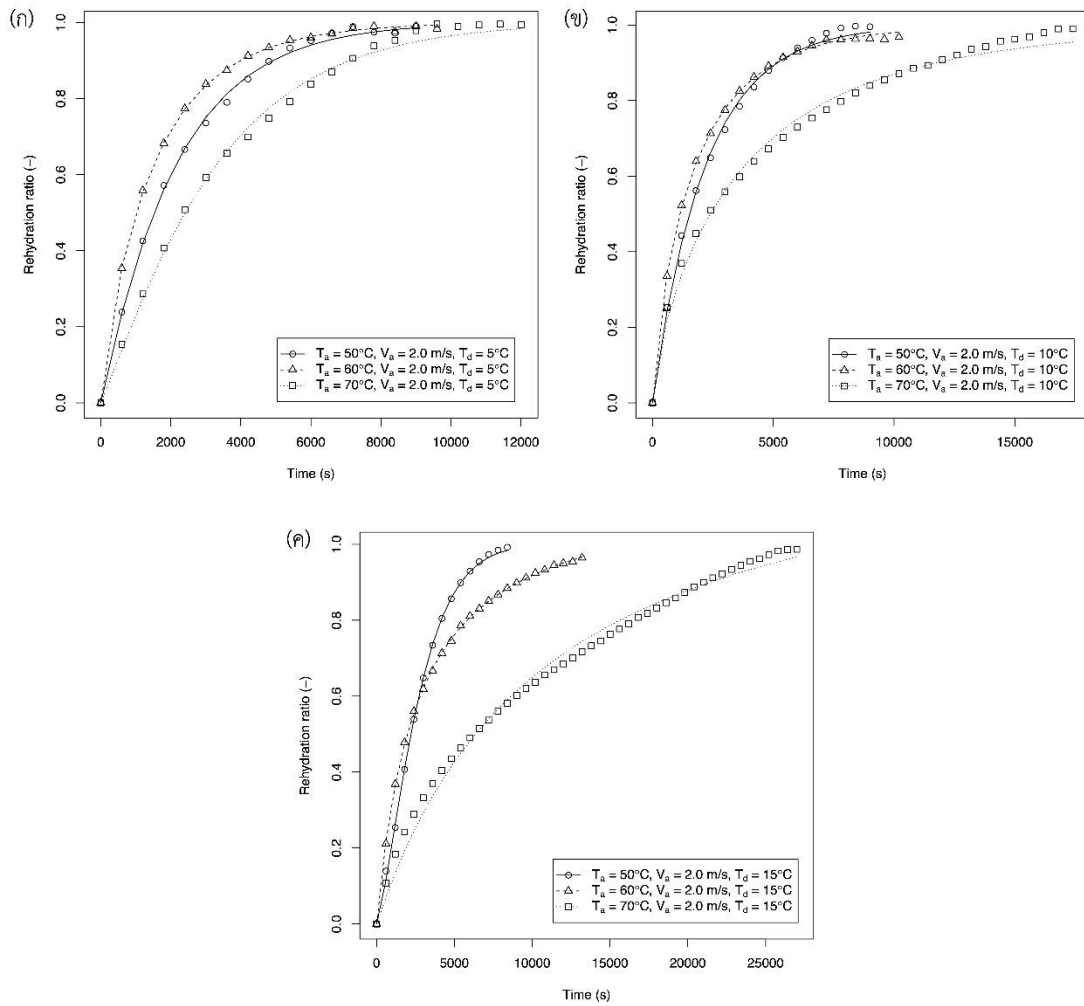 (ก)
Rehydration ratio (−)
1.0
0.8
0.6
0.4
0.2
0.0
Tₐ = 50°C, Vₐ = 2.0 m/s, T_d = 5°C
Tₐ = 60°C, Vₐ = 2.0 m/s, T_d = 5°C
Tₐ = 70°C, Vₐ = 2.0 m/s, T_d = 5°C
0 2000 4000 6000 8000 10000 12000
Time (s)
(ข)
Rehydration ratio (−)
1.0
0.8
0.6
0.4
0.2
0.0
Tₐ = 50°C, Vₐ = 2.0 m/s, T_d = 10°C
Tₐ = 60°C, Vₐ = 2.0 m/s, T_d = 10°C
Tₐ = 70°C, Vₐ = 2.0 m/s, T_d = 10°C
0 5000 10000 15000
Time (s)
(ค)
Rehydration ratio (−)
1.0
0.8
0.6
0.4
0.2
0.0
Tₐ = 50°C, Vₐ = 2.0 m/s, T_d = 15°C
Tₐ = 60°C, Vₐ = 2.0 m/s, T_d = 15°C
Tₐ = 70°C, Vₐ = 2.0 m/s, T_d = 15°C
0 5000 10000 15000 20000 25000
Time (s)